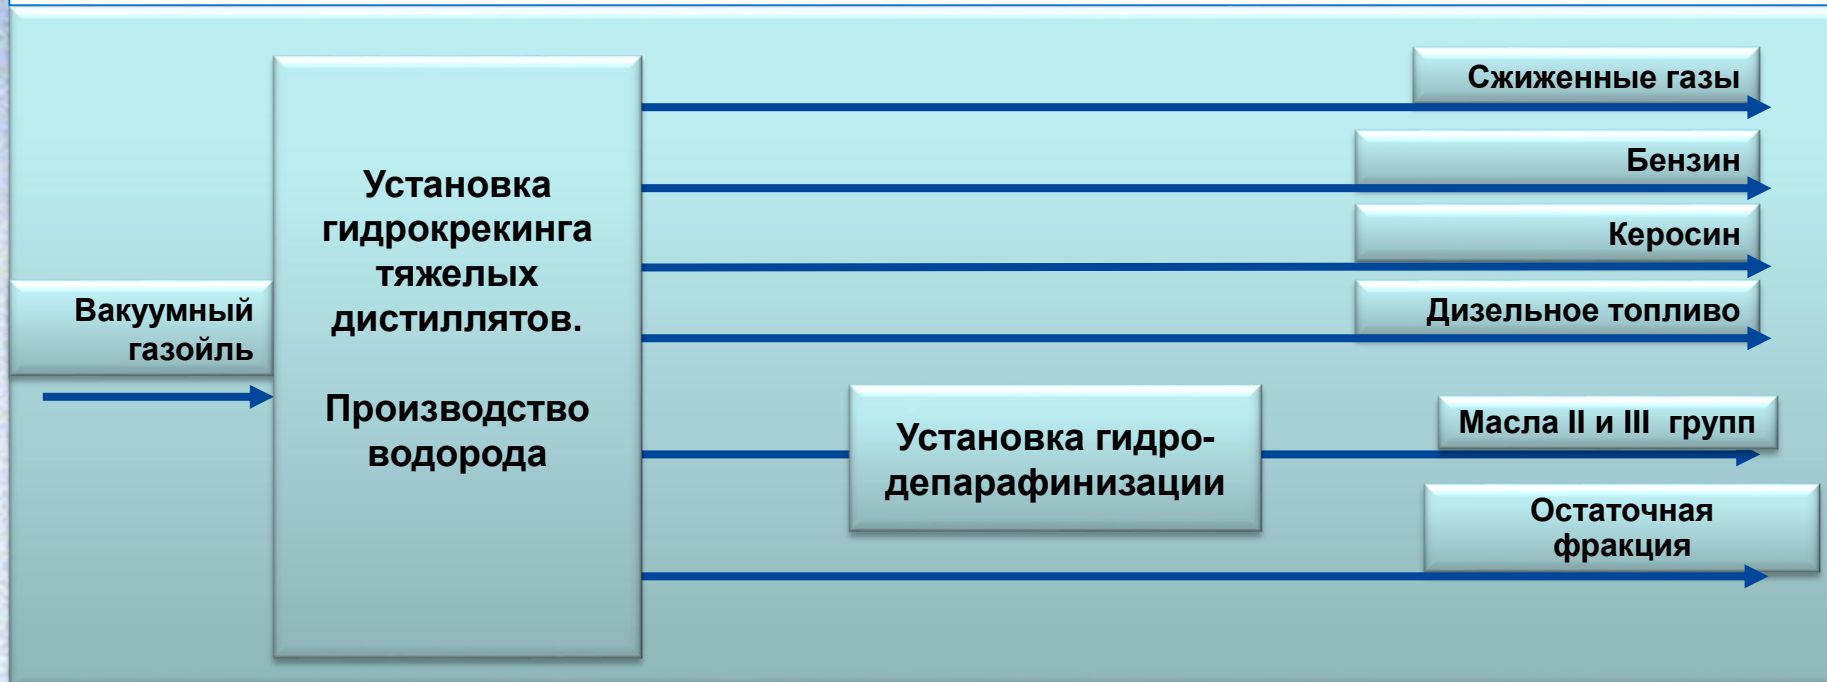 Сжиженные газы
Бензин
Керосин
Дизельное топливо
Вакуумный
газойль
Установка
гидрокрекинга
тяжелых
дистиллятов.
Производство
водорода
Установка гидро-
депарафинизации
Масла II и III групп
Остаточная
фракция